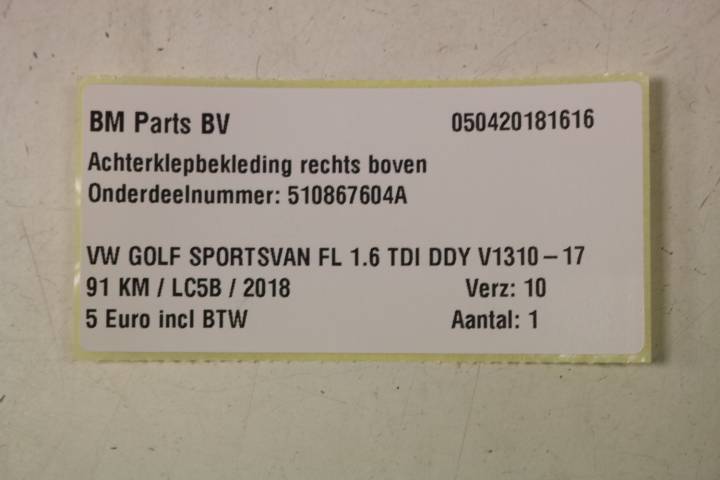 BM Parts BV 050420181616
Achterklepbekleding rechts boven
Onderdeelnummer: 510867604A
VW GOLF SPORTSVAN FL 1.6 TDI DDY V1310-17
91 KM / LC5B / 2018 Verz: 10
5 Euro incl BTW Aantal: 1